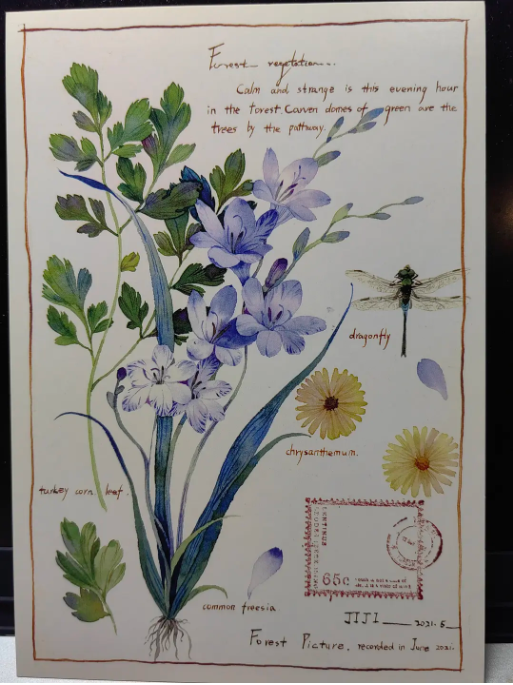 Forest vegetation...
Calm and strange is this evening hour
in the forest. Carven domes of green are the
trees by the pathway.
dragonfly
chrysanthemum.
turkey corn leaf.
65c
common freesia
JIJI 2021.5
Forest Picture, recorded in June 2021.